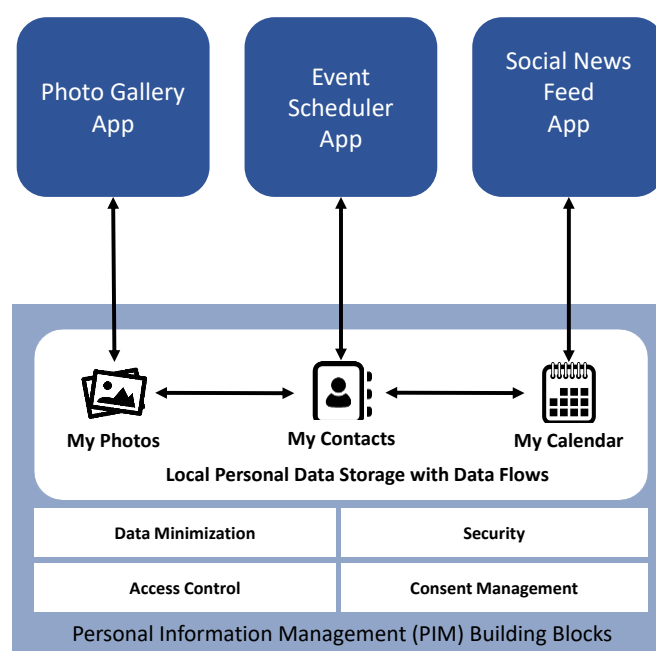 Photo Gallery
App
Event
Scheduler
App
Social News
Feed
App
My Photos
My Contacts
My Calendar
Local Personal Data Storage with Data Flows
Data Minimization
Security
Access Control
Consent Management
Personal Information Management (PIM) Building Blocks